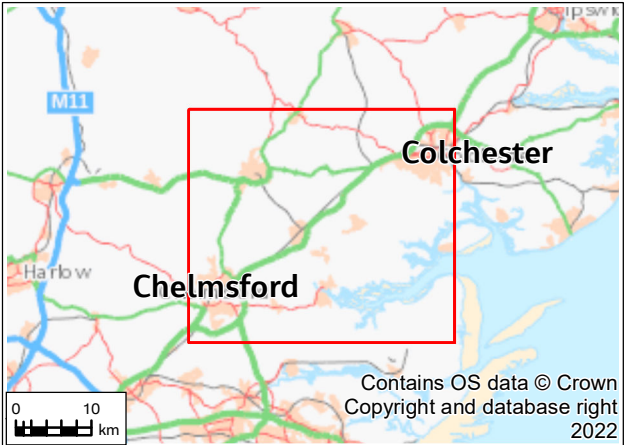 M11
Colchester
Harlow
Chelmsford
Contains OS data © Crown
Copyright and database right
2022
0 10
km